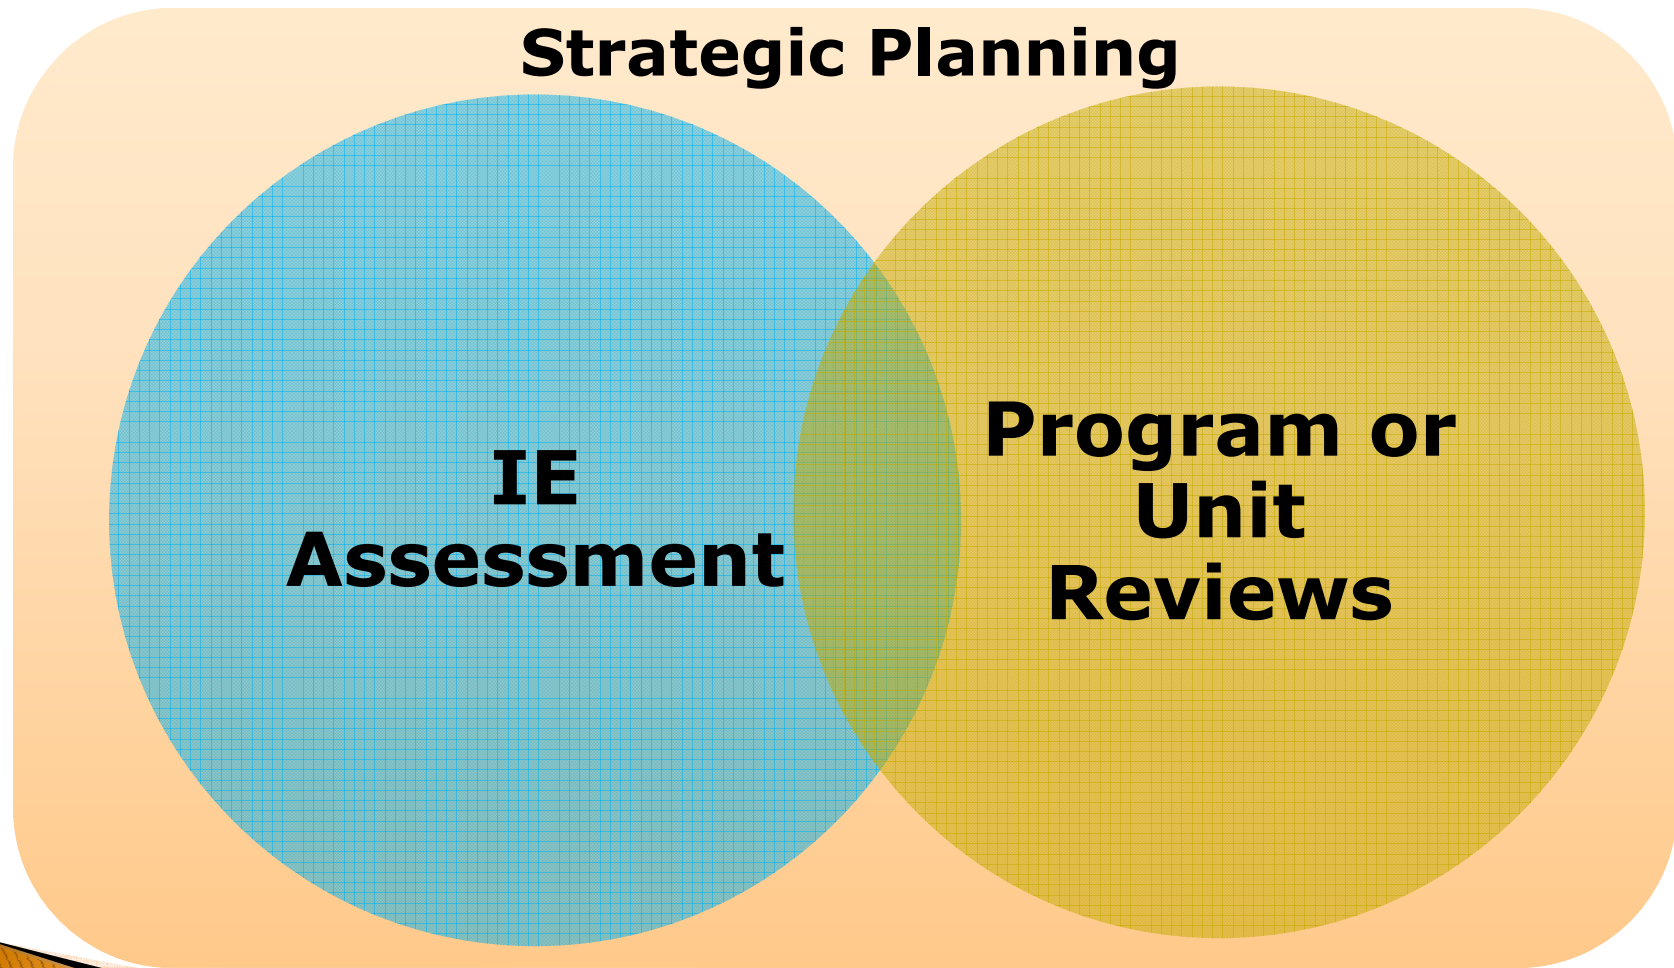 Strategic Planning
IE
Assessment
Program or
Unit
Reviews